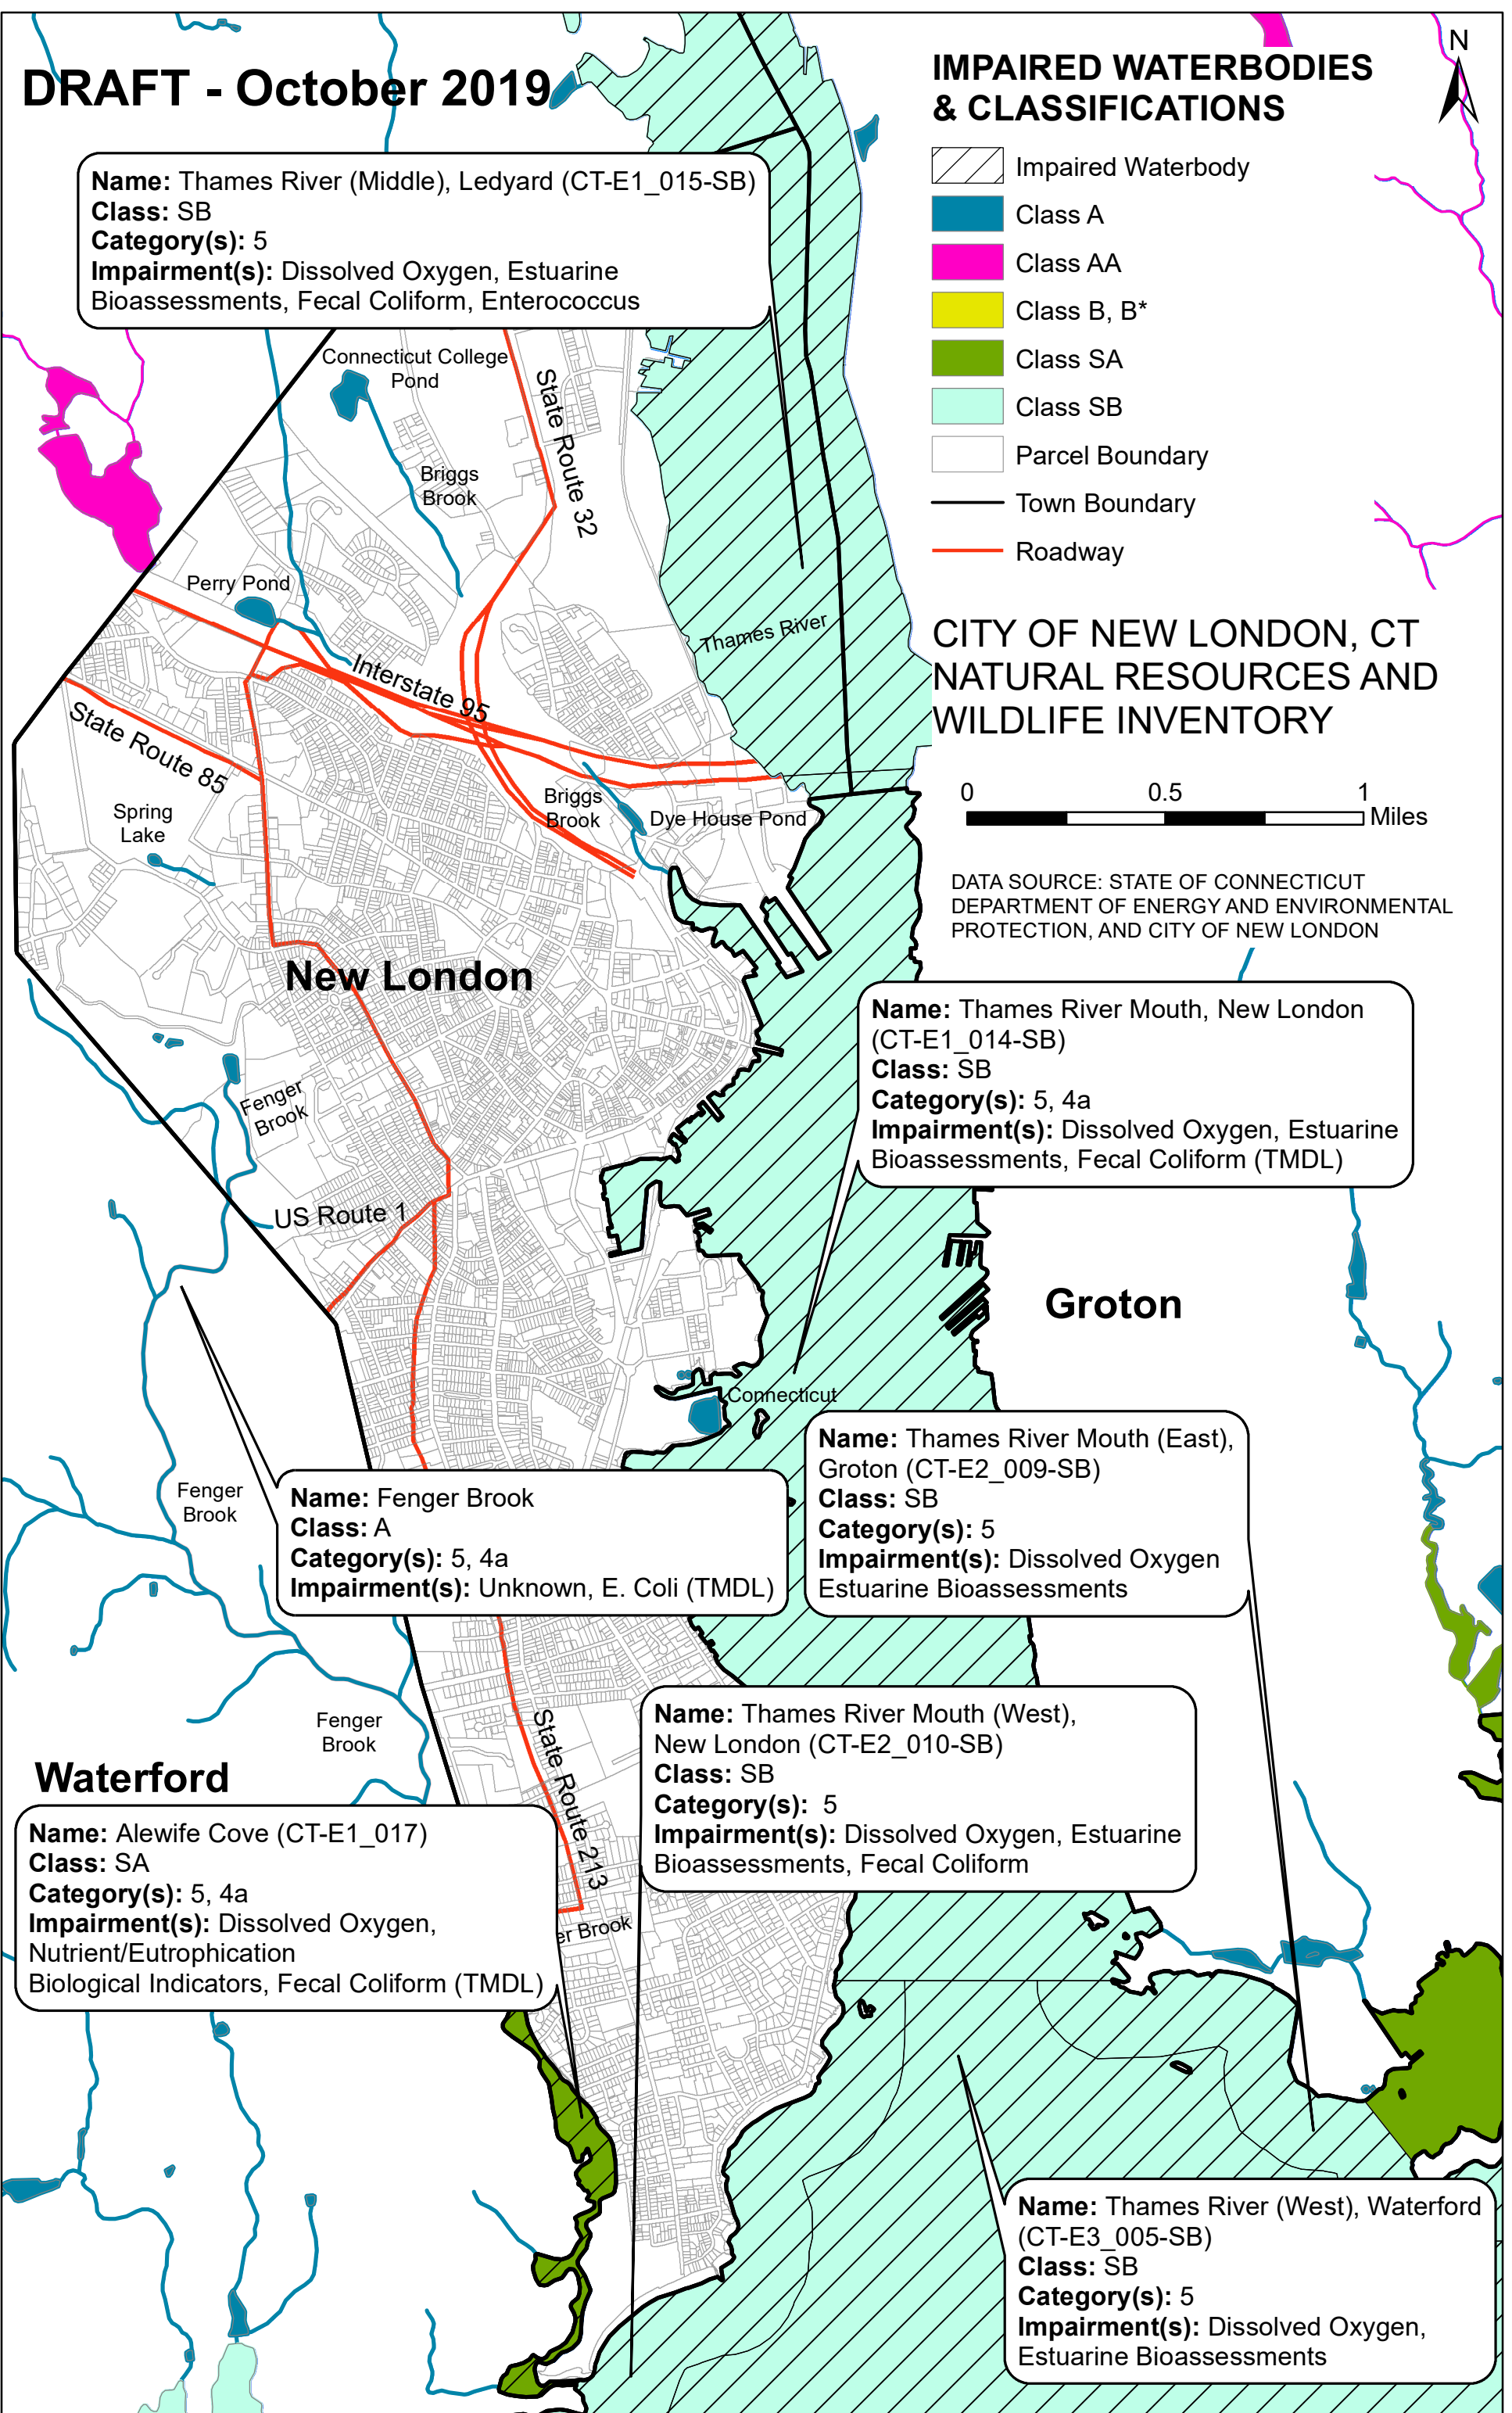 DRAFT - October 2019
IMPAIRED WATERBODIES
& CLASSIFICATIONS
N
Impaired Waterbody
Class A
Class AA
Class B, B*
Class SA
Class SB
Parcel Boundary
Town Boundary
Roadway
CITY OF NEW LONDON, CT
NATURAL RESOURCES AND
WILDLIFE INVENTORY
0 0.5 1
Miles
DATA SOURCE: STATE OF CONNECTICUT
DEPARTMENT OF ENERGY AND ENVIRONMENTAL
PROTECTION, AND CITY OF NEW LONDON
Name: Thames River (Middle), Ledyard (CT-E1_015-SB)
Class: SB
Category(s): 5
Impairment(s): Dissolved Oxygen, Estuarine
Bioassessments, Fecal Coliform, Enterococcus
Connecticut College
Pond
State Route 32
Briggs
Brook
Perry Pond
Thames River
Interstate 95
State Route 85
Spring
Lake
Briggs
Brook
Dye House Pond
New London
Name: Thames River Mouth, New London
(CT-E1_014-SB)
Class: SB
Category(s): 5, 4a
Impairment(s): Dissolved Oxygen, Estuarine
Bioassessments, Fecal Coliform (TMDL)
Fenger
Brook
US Route 1
Groton
Connecticut
Name: Thames River Mouth (East),
Groton (CT-E2_009-SB)
Class: SB
Category(s): 5
Impairment(s): Dissolved Oxygen
Estuarine Bioassessments
Fenger
Brook
Name: Fenger Brook
Class: A
Category(s): 5, 4a
Impairment(s): Unknown, E. Coli (TMDL)
Fenger
Brook
State Route 213
Waterford
Name: Thames River Mouth (West),
New London (CT-E2_010-SB)
Class: SB
Category(s): 5
Impairment(s): Dissolved Oxygen, Estuarine
Bioassessments, Fecal Coliform
Name: Alewife Cove (CT-E1_017)
Class: SA
Category(s): 5, 4a
Impairment(s): Dissolved Oxygen,
Nutrient/Eutrophication
Biological Indicators, Fecal Coliform (TMDL)
er Brook
Name: Thames River (West), Waterford
(CT-E3_005-SB)
Class: SB
Category(s): 5
Impairment(s): Dissolved Oxygen,
Estuarine Bioassessments